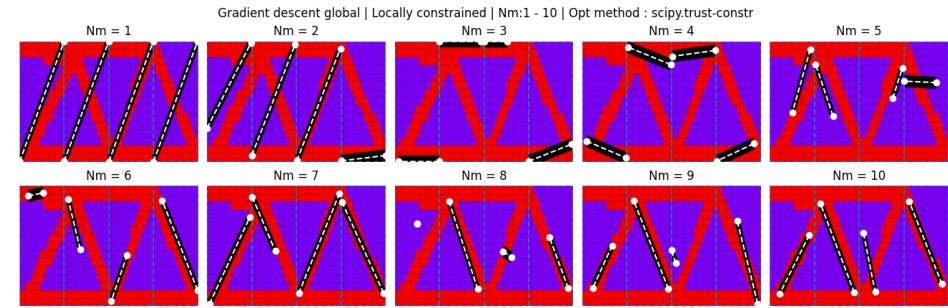 Gradient descent global | Locally constrained | Nm:1 - 10 | Opt method : scipy.trust-constr
Nm = 1
Nm = 2
Nm = 3
Nm = 4
Nm = 5
Nm = 6
Nm = 7
Nm = 8
Nm = 9
Nm = 10